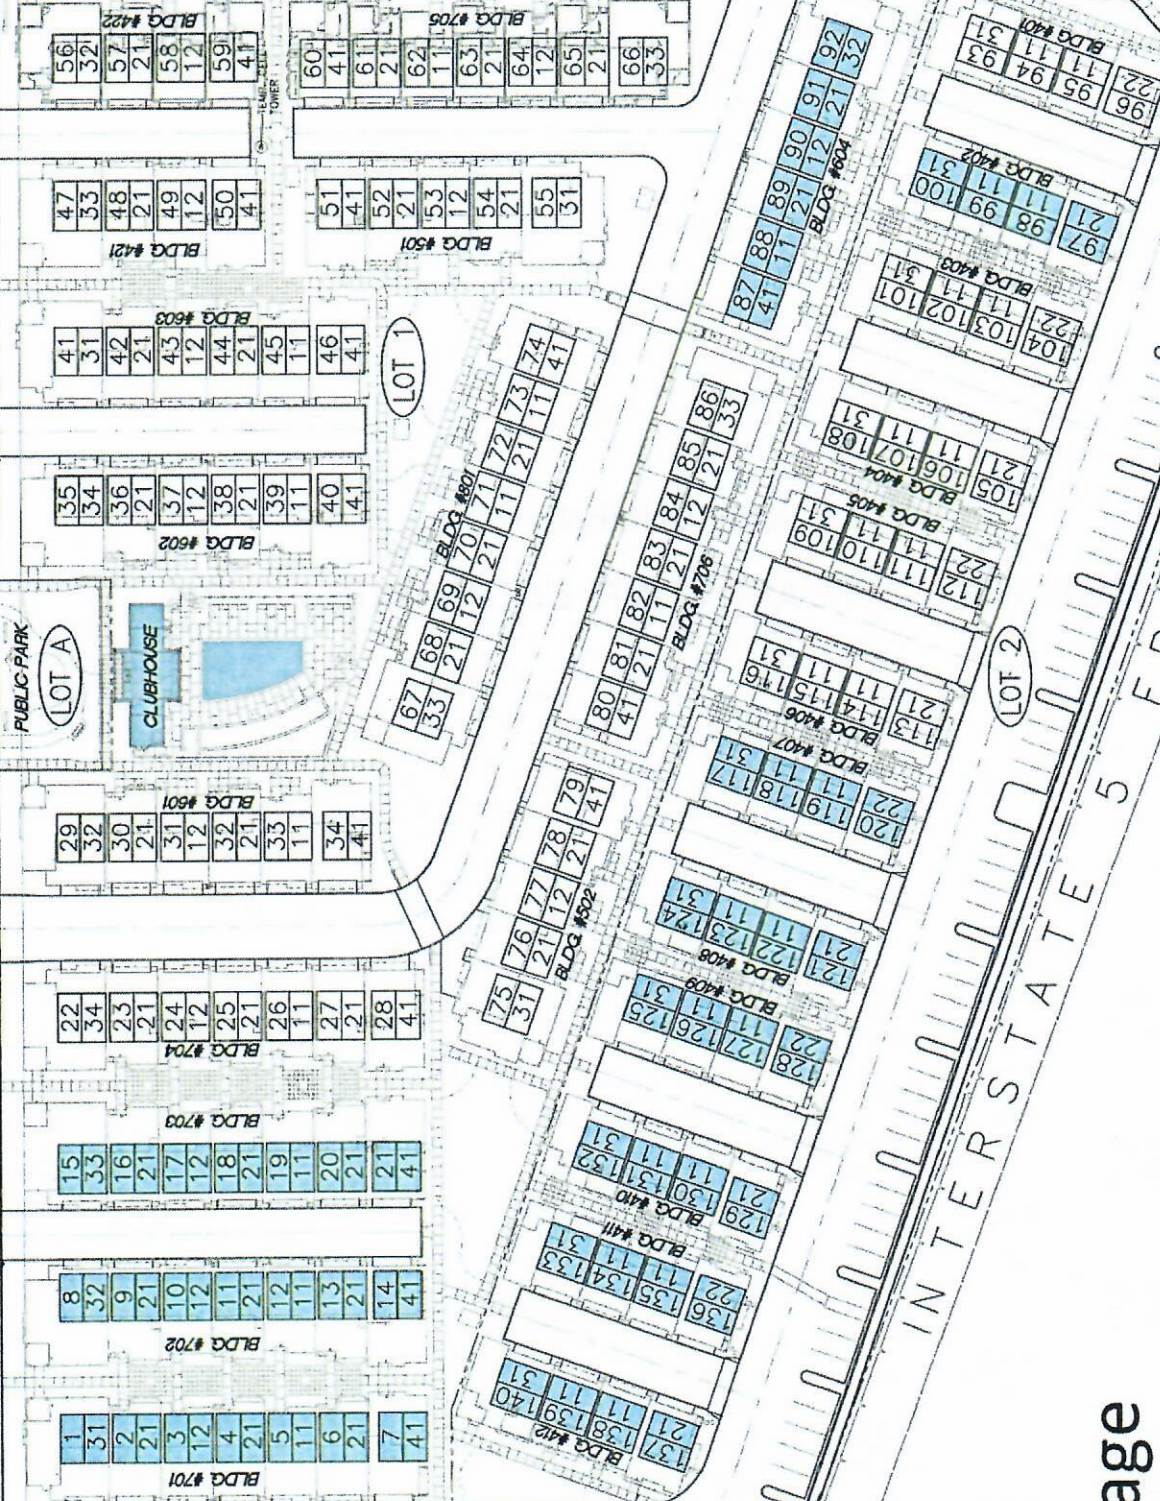 BLDG #422
56 57 58 59
32 21 12 41
BLDG #705
60 61 62 63 64 65 66
41 21 11 21 12 21 33
TEMP. CELL
TOWER
47 48 49 50
33 21 12 41
BLDG #421
51 52 53 54 55
41 21 12 21 31
BLDG #501
BLDG #603
41 42 43 44 45 46
31 21 12 21 11 41
LOT 1
35 36 37 38 39 40
34 21 12 21 11 41
BLDG #602
PUBLIC PARK
LOT A
CLUBHOUSE
BLDG #601
29 30 31 32 33 34
32 21 12 21 11 41
22 23 24 25 26 27 28
34 21 12 21 11 21 41
BLDG #704
BLDG #703
15 16 17 18 19 20 21
33 21 12 21 11 21 41
8 9 10 11 12 13 14
32 21 12 21 11 21 41
BLDG #702
1 2 3 4 5 6 7
31 21 12 21 11 21 41
BLDG #701
BLDG #801
67 68 69 70 71 72 73 74
33 21 12 21 11 21 11 41
75 76 77 78 79
31 21 12 21 41
BLDG #502
80 81 82 83 84 85 86
41 21 11 21 12 21 33
BLDG #706
87 88 89 90 91 92
41 11 21 12 21 32
BLDG #604
BLDG #401
31 11 11 22
93 94 95 96
BLDG #402
31 11 11 21
100 99 98 97
BLDG #403
31 11 11 22
101 102 103 104
31 11 11 21
108 107 106 105
BLDG #404
BLDG #405
31 11 11 22
109 110 111 112
31 11 11 21
116 115 114 113
BLDG #406
BLDG #407
31 11 11 22
117 118 119 120
31 11 11 21
124 123 122 121
BLDG #408
BLDG #409
31 11 11 22
125 126 127 128
31 11 11 21
132 131 130 129
BLDG #410
BLDG #411
31 11 11 22
133 134 135 136
31 11 11 21
140 139 138 137
BLDG #412
LOT 2
INTERSTATE 5
age